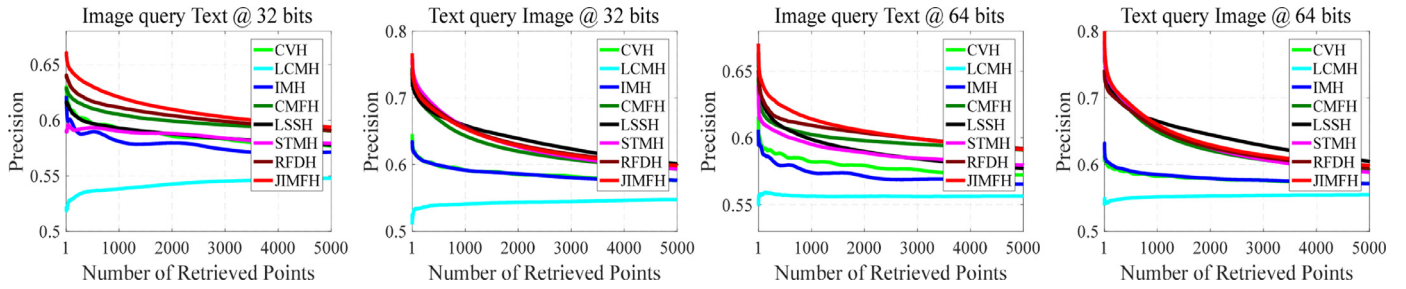 Image query Text @ 32 bits
Precision
0.65
0.6
0.55
0.5
CVH
LCMH
IMH
CMFH
LSSH
STMH
RFDH
JIMFH
1 1000 2000 3000 4000 5000
Number of Retrieved Points
Text query Image @ 32 bits
Precision
0.8
0.7
0.6
0.5
CVH
LCMH
IMH
CMFH
LSSH
STMH
RFDH
JIMFH
1 1000 2000 3000 4000 5000
Number of Retrieved Points
Image query Text @ 64 bits
Precision
0.65
0.6
0.55
CVH
LCMH
IMH
CMFH
LSSH
STMH
RFDH
JIMFH
1 1000 2000 3000 4000 5000
Number of Retrieved Points
Text query Image @ 64 bits
Precision
0.8
0.7
0.6
0.5
CVH
LCMH
IMH
CMFH
LSSH
STMH
RFDH
JIMFH
1 1000 2000 3000 4000 5000
Number of Retrieved Points